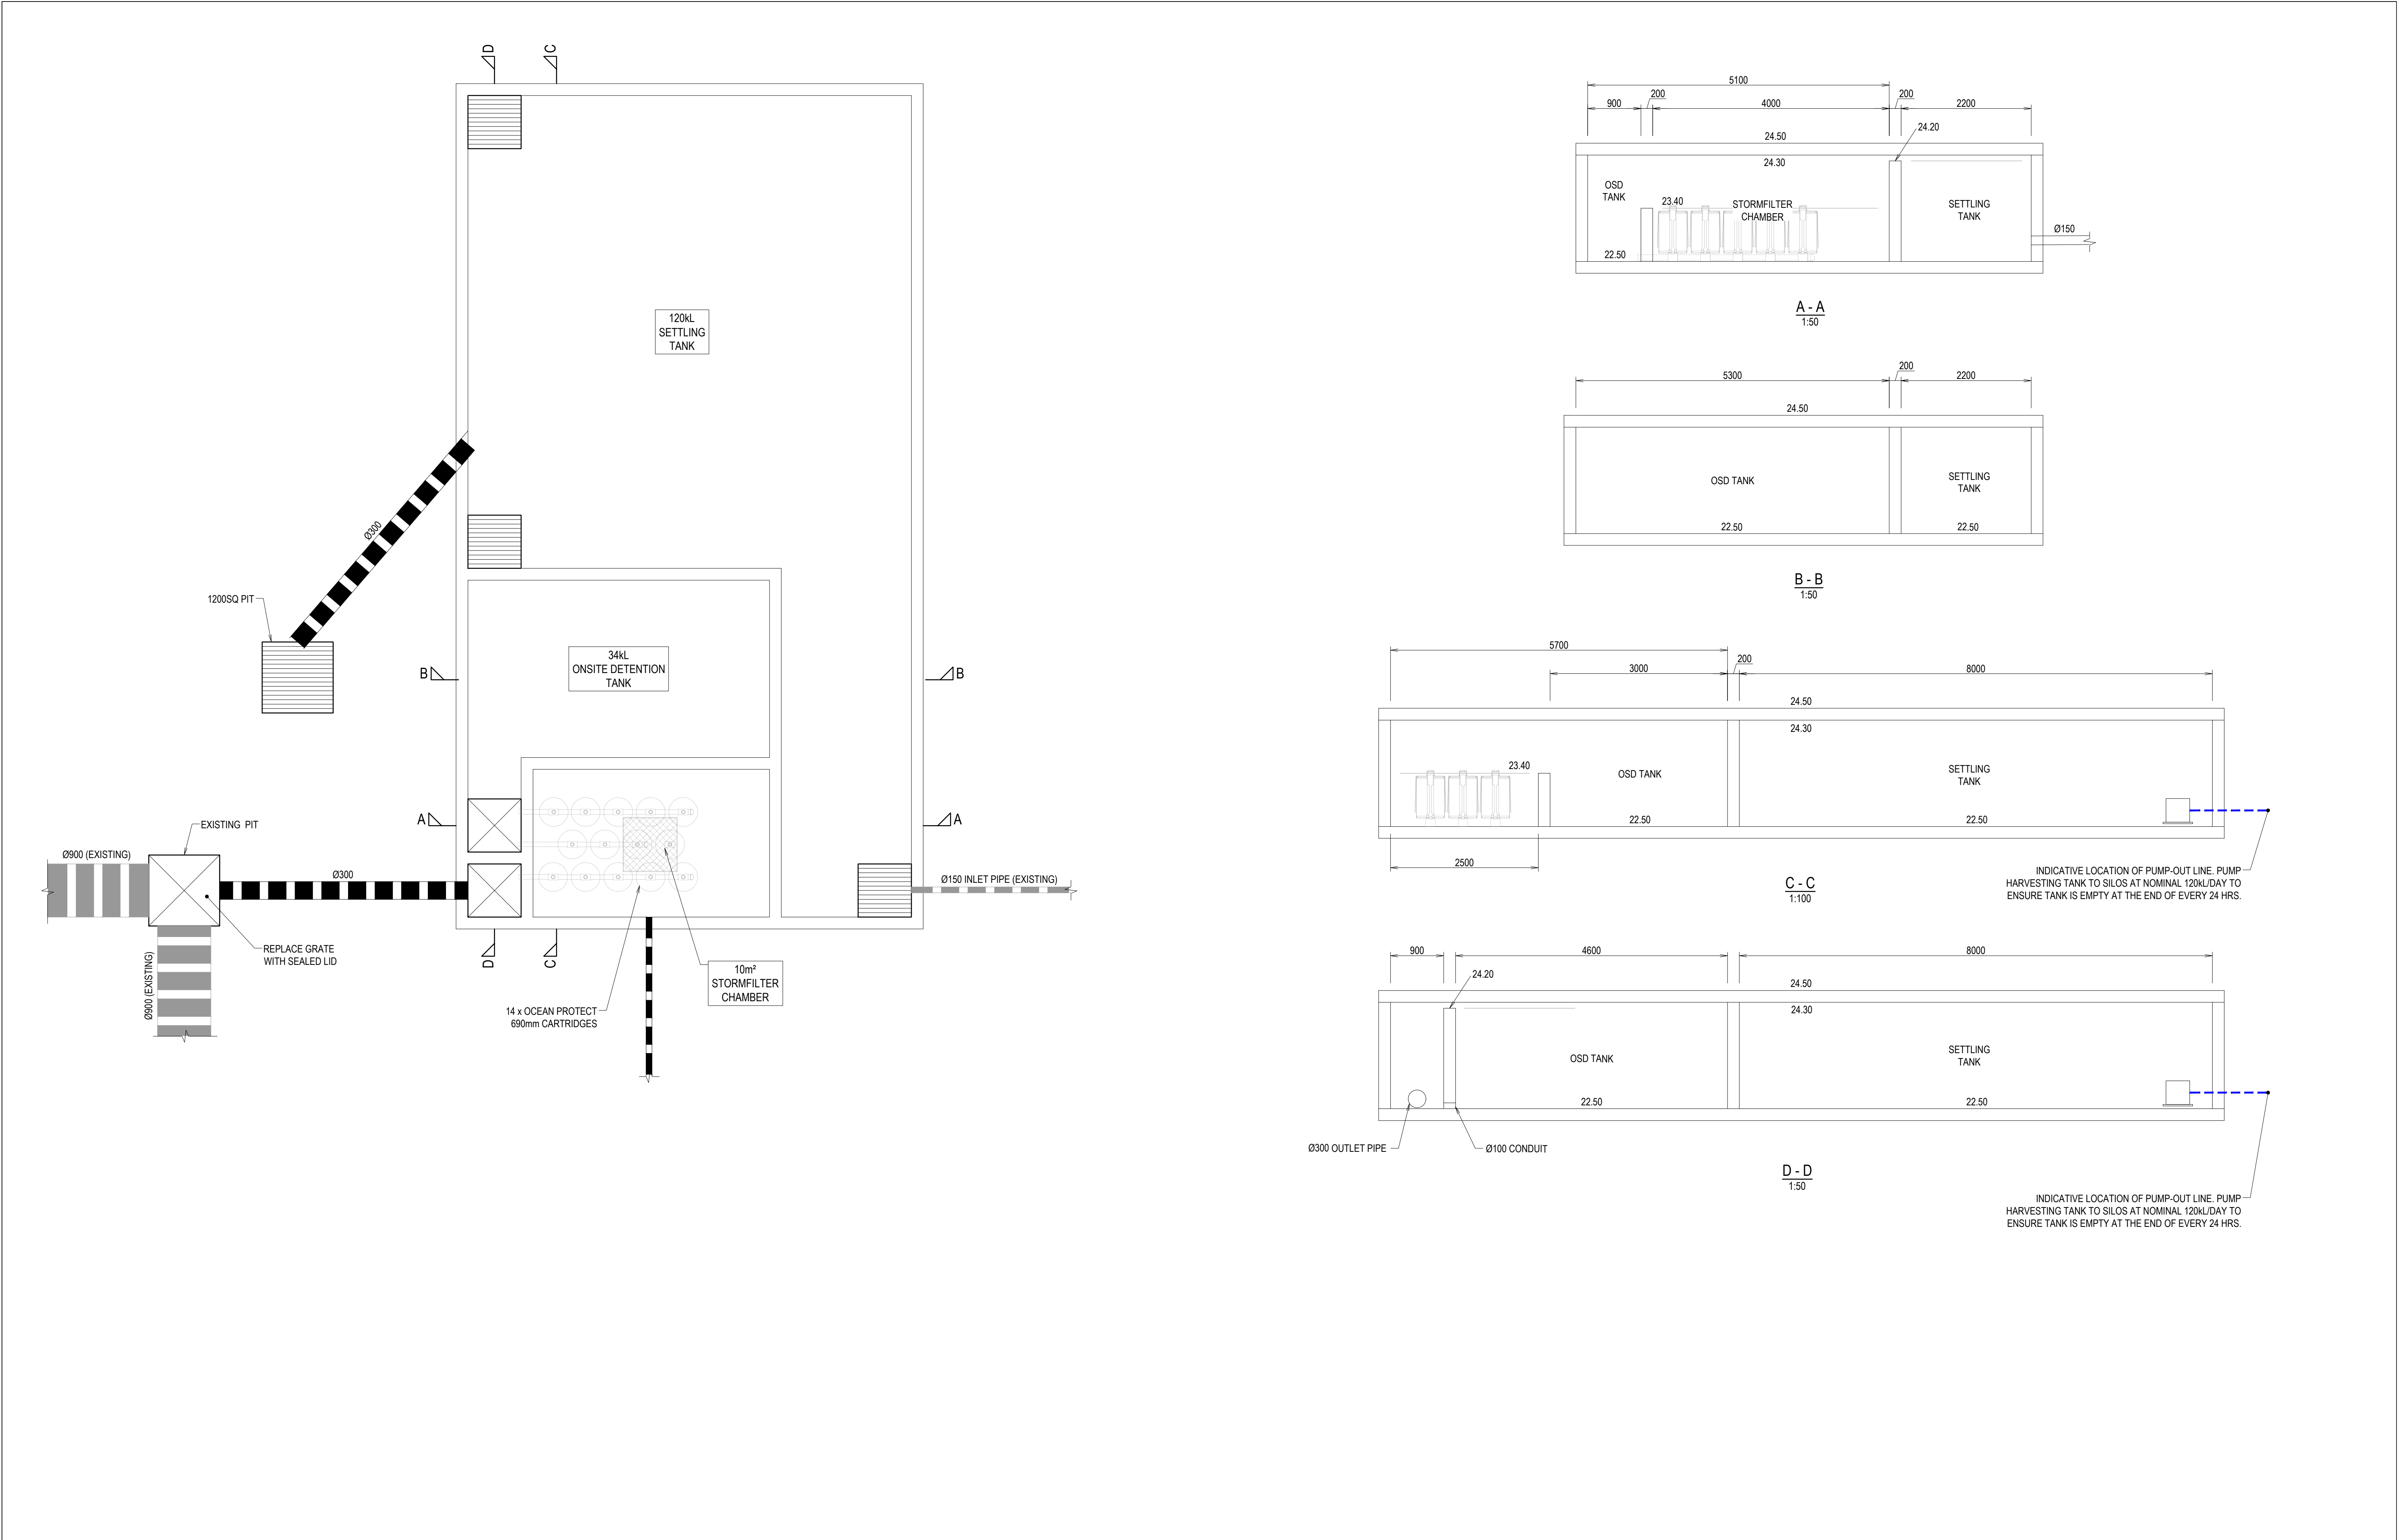 D
C
120kL
SETTLING
TANK
Ø300
1200SQ PIT
34kL
ONSITE DETENTION
TANK
B
B
A
A
EXISTING  PIT
Ø900 (EXISTING)
Ø300
Ø150 INLET PIPE (EXISTING)
REPLACE GRATE
WITH SEALED LID
Ø900 (EXISTING)
D
C
10m²
STORMFILTER
CHAMBER
14 x OCEAN PROTECT
690mm CARTRIDGES
5100
900
200
4000
200
2200
24.50
24.20
24.30
OSD
TANK
23.40
STORMFILTER
CHAMBER
SETTLING
TANK
Ø150
22.50
A - A
1:50
5300
200
2200
24.50
OSD TANK
SETTLING
TANK
22.50
22.50
B - B
1:50
5700
3000
200
8000
24.50
24.30
23.40
OSD TANK
SETTLING
TANK
22.50
22.50
2500
C - C
1:100
INDICATIVE LOCATION OF PUMP-OUT LINE. PUMP
HARVESTING TANK TO SILOS AT NOMINAL 120kL/DAY TO
ENSURE TANK IS EMPTY AT THE END OF EVERY 24 HRS.
900
4600
8000
24.20
24.50
24.30
OSD TANK
SETTLING
TANK
22.50
22.50
Ø300 OUTLET PIPE
Ø100 CONDUIT
D - D
1:50
INDICATIVE LOCATION OF PUMP-OUT LINE. PUMP
HARVESTING TANK TO SILOS AT NOMINAL 120kL/DAY TO
ENSURE TANK IS EMPTY AT THE END OF EVERY 24 HRS.